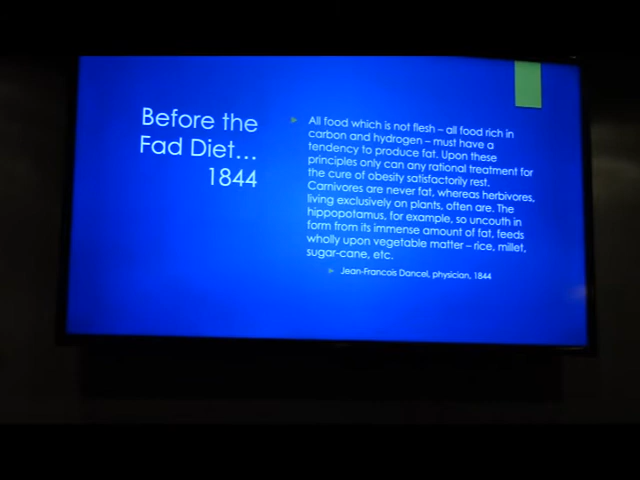 Before the
Fad Diet...
1844
All food which is not flesh – all food rich in
carbon and hydrogen – must have a
tendency to produce fat. Upon these
principles only can any rational treatment for
the cure of obesity satisfactorily rest.
Carnivores are never fat, whereas herbivores,
living exclusively on plants, often are. The
hippopotamus, for example, so uncouth in
form from its immense amount of fat, feeds
wholly upon vegetable matter – rice, millet,
sugar-cane, etc.
Jean-Francois Dancel, physician, 1844